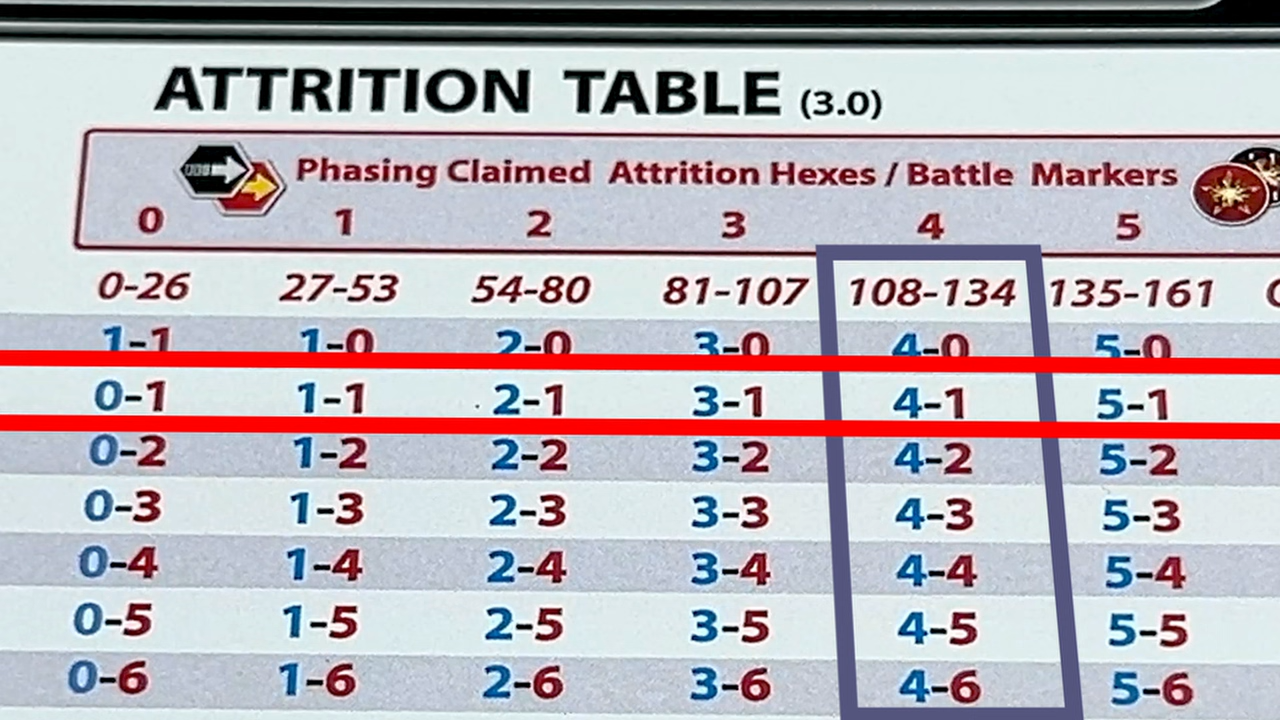 ATTRITION TABLE (3.0)
Phasing Claimed Attrition Hexes / Battle Markers
0 1 2 3 4 5
0-26 27-53 54-80 81-107 108-134 135-161
1-1 1-0 2-0 3-0 4-0 5-0
0-1 1-1 2-1 3-1 4-1 5-1
0-2 1-2 2-2 3-2 4-2 5-2
0-3 1-3 2-3 3-3 4-3 5-3
0-4 1-4 2-4 3-4 4-4 5-4
0-5 1-5 2-5 3-5 4-5 5-5
0-6 1-6 2-6 3-6 4-6 5-6